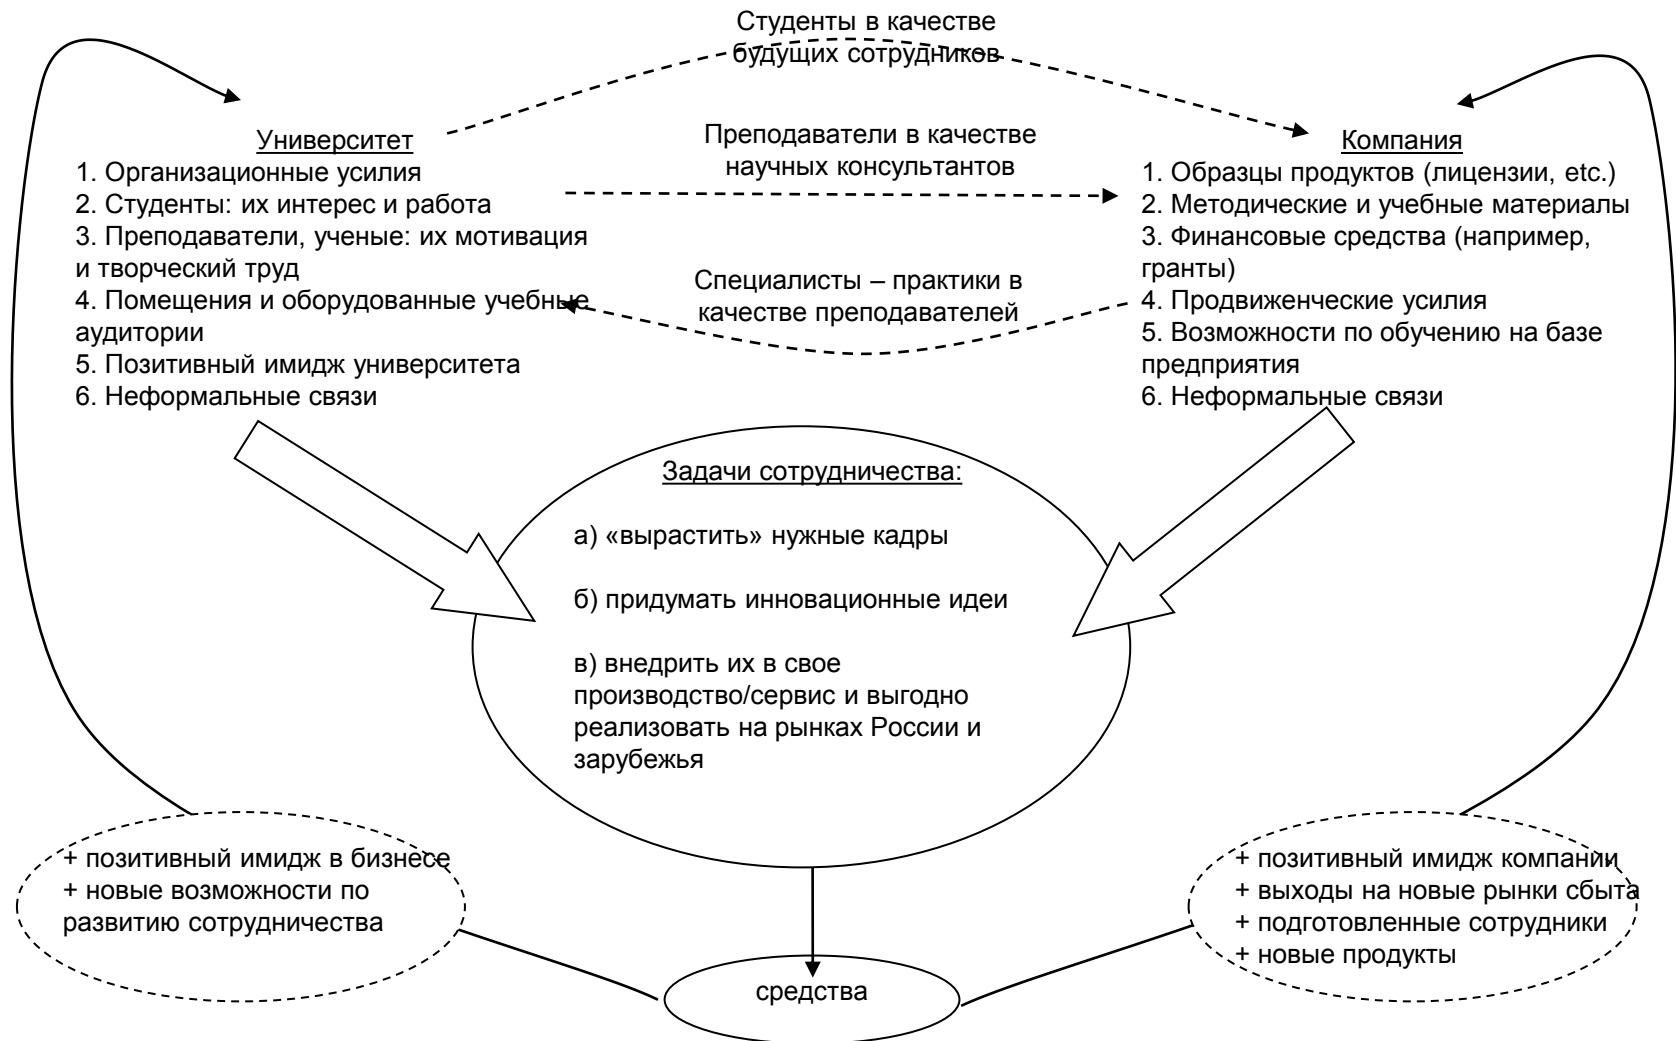 Студенты в качестве
будущих сотрудников
Университет
1. Организационные усилия
2. Студенты: их интерес и работа
3. Преподаватели, ученые: их мотивация
и творческий труд
4. Помещения и оборудованные учебные
аудитории
5. Позитивный имидж университета
6. Неформальные связи
Преподаватели в качестве
научных консультантов
Специалисты – практики в
качестве преподавателей
Компания
1. Образцы продуктов (лицензии, etc.)
2. Методические и учебные материалы
3. Финансовые средства (например,
гранты)
4. Продвиженческие усилия
5. Возможности по обучению на базе
предприятия
6. Неформальные связи
Задачи сотрудничества:
а) «вырастить» нужные кадры
б) придумать инновационные идеи
в) внедрить их в свое
производство/сервис и выгодно
реализовать на рынках России и
зарубежья
+ позитивный имидж в бизнесе
+ новые возможности по
развитию сотрудничества
+ позитивный имидж компании
+ выходы на новые рынки сбыта
+ подготовленные сотрудники
+ новые продукты
средства